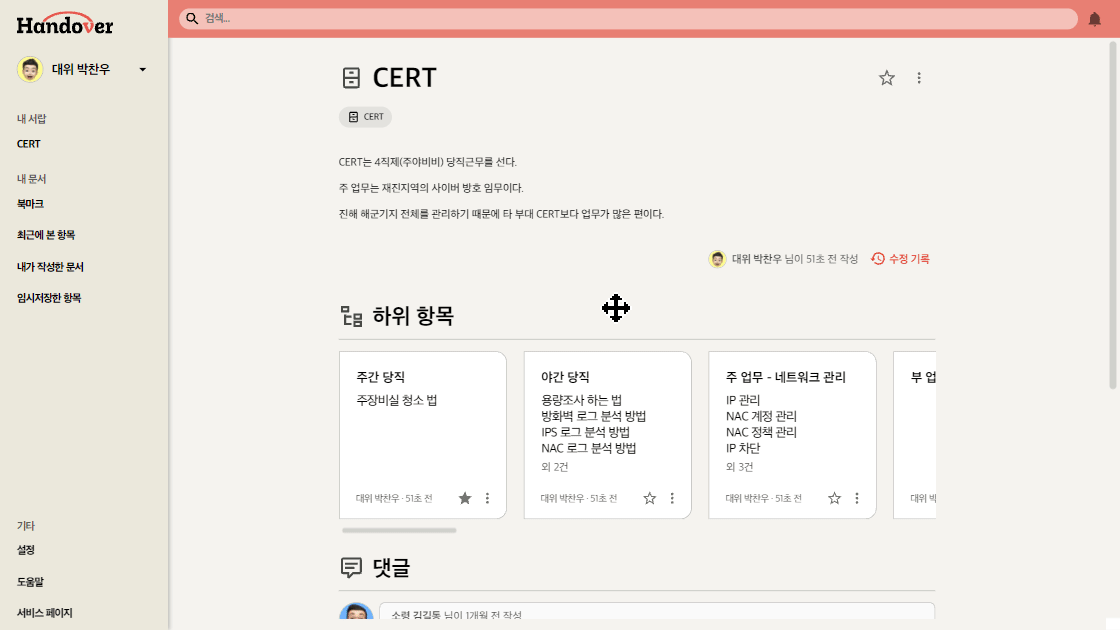 Handover
검색...
대위 박찬우
내 서랍
CERT
내 문서
북마크
최근에 본 항목
내가 작성한 문서
임시저장한 항목
기타
설정
도움말
서비스 페이지
CERT
CERT
CERT는 4직제(주야비비) 당직근무를 선다.
주 업무는 재진지역의 사이버 방호 임무이다.
진해 해군기지 전체를 관리하기 때문에 타 부대 CERT보다 업무가 많은 편이다.
대위 박찬우 님이 51초 전 작성 수정 기록
하위 항목
주간 당직
주장비실 청소 법
대위 박찬우 · 51초 전
야간 당직
용량조사 하는 법
방화벽 로그 분석 방법
IPS 로그 분석 방법
NAC 로그 분석 방법
외 2건
대위 박찬우 · 51초 전
주 업무 - 네트워크 관리
IP 관리
NAC 계정 관리
NAC 정책 관리
IP 차단
외 3건
대위 박찬우 · 51초 전
부 업
대위 박
댓글
소령 김길동 님이 1개월 전 작성